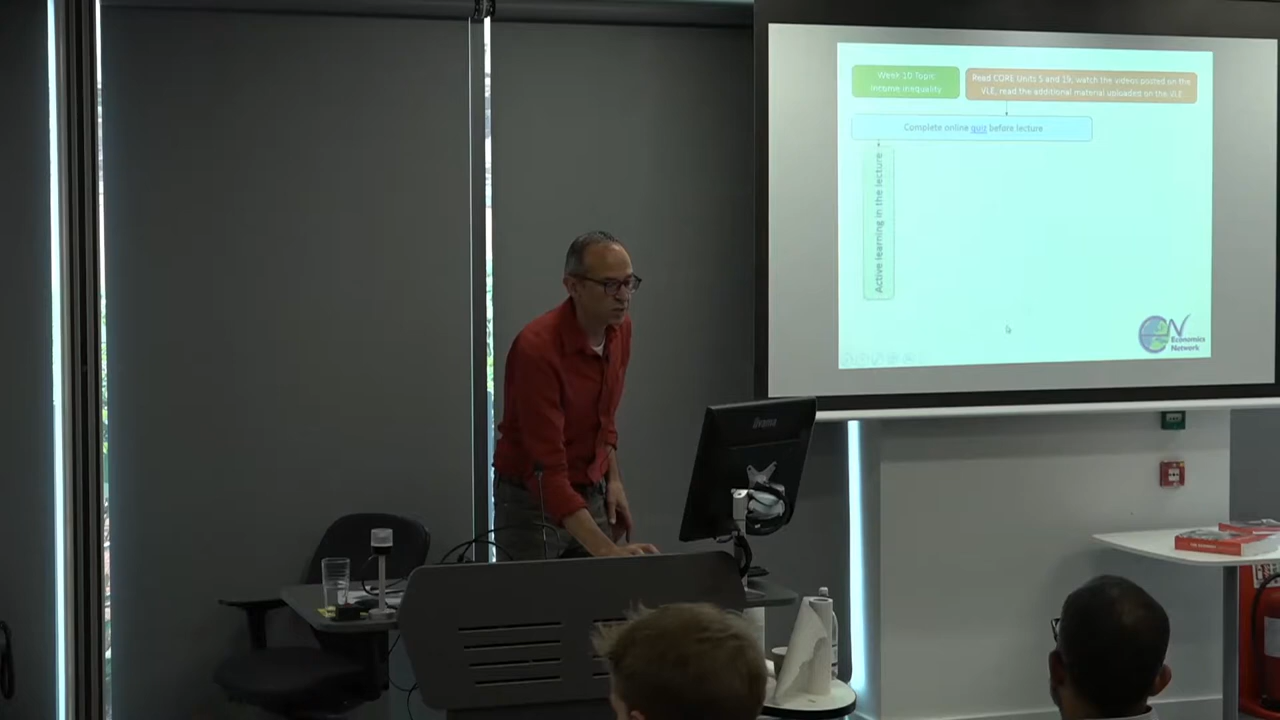 Week 10 Topic:
Income inequality
Read CORE Units 5 and 19, watch the videos posted on the
VLE, read the additional material uploaded on the VLE
Complete online quiz before lecture
Active learning in the lecture
Economics
Network